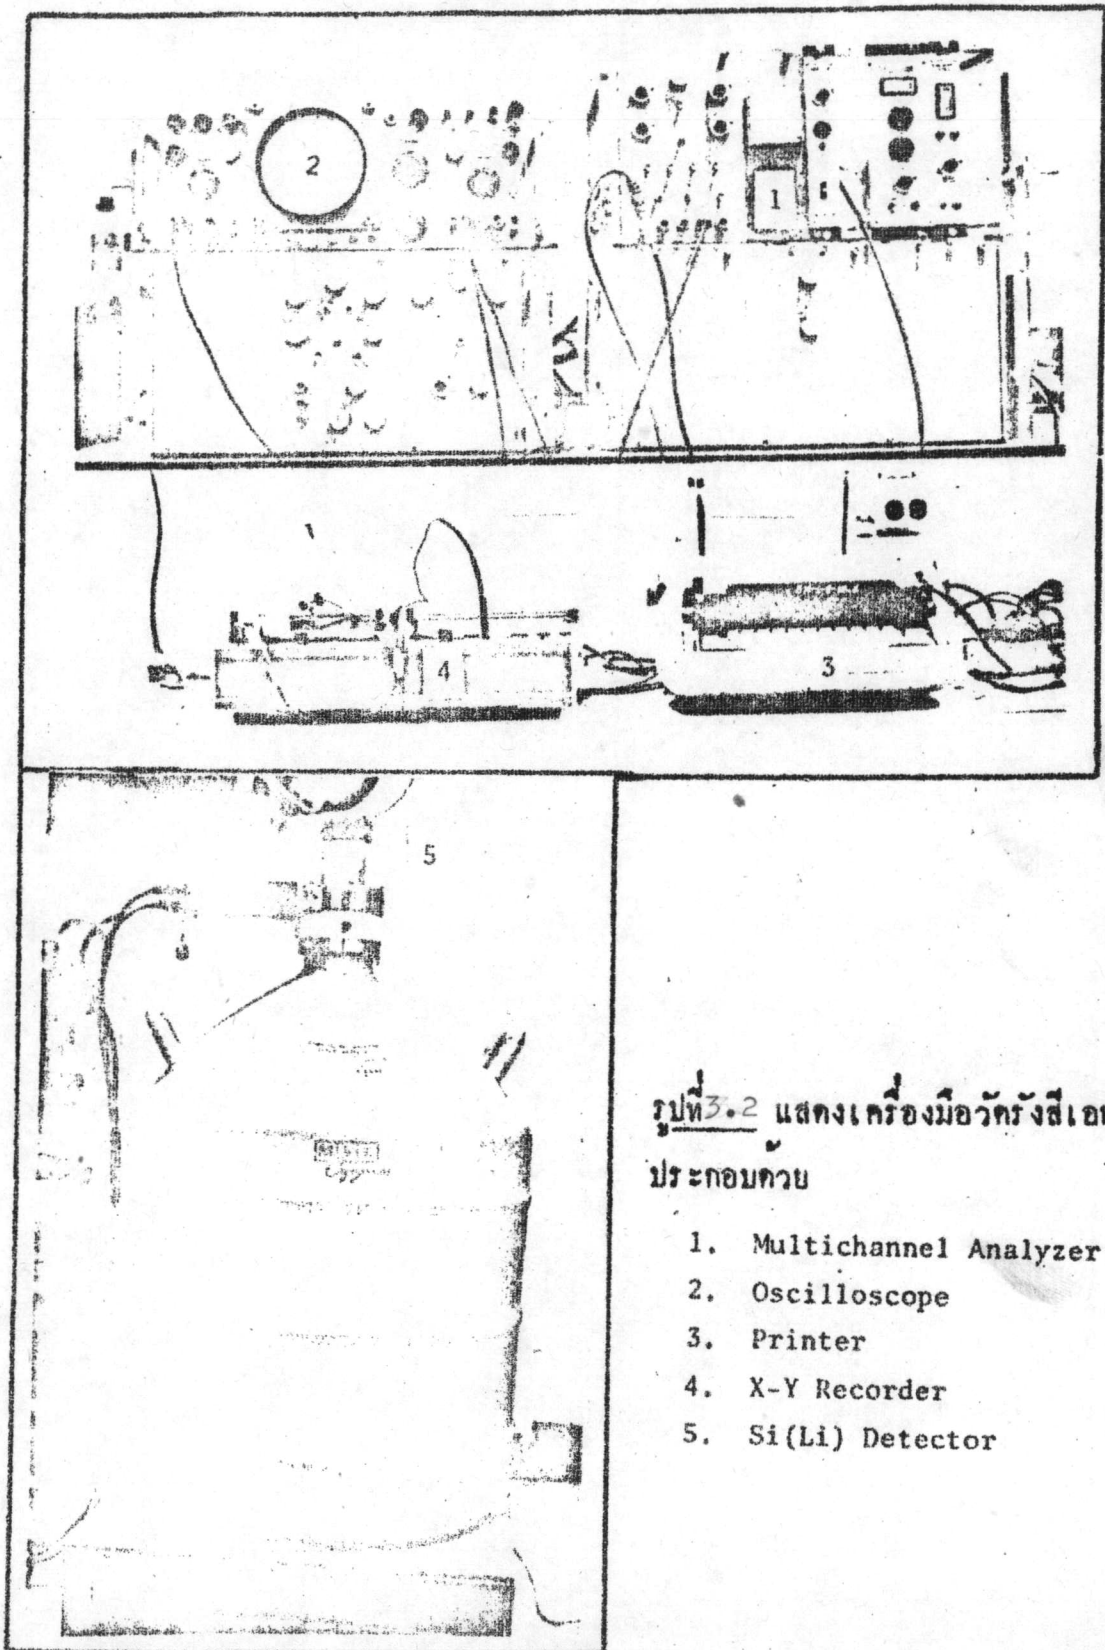 2
1
4
3
5
รูปที่3.2 แสดงเครื่องมือวัดรังสีเอ
ประกอบด้วย
1. Multichannel Analyzer
2. Oscilloscope
3. Printer
4. X-Y Recorder
5. Si(Li) Detector